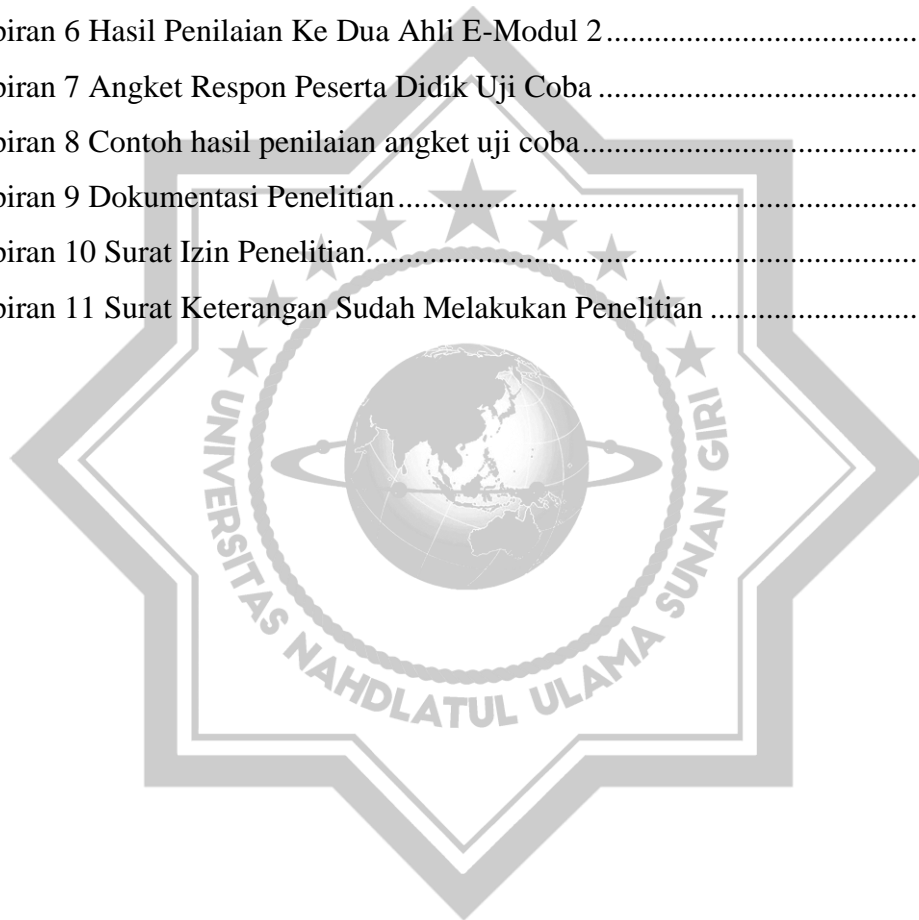 piran 6 Hasil Penilaian Ke Dua Ahli E-Modul 2.......................................
piran 7 Angket Respon Peserta Didik Uji Coba........................................
piran 8 Contoh hasil penilaian angket uji coba..........................................
piran 9 Dokumentasi Penelitian.................................................................
piran 10 Surat Izin Penelitian.....................................................................
piran 11 Surat Keterangan Sudah Melakukan Penelitian..........................
UNIVERSITAS NAHDLATUL ULAMA SUNAN GIRI